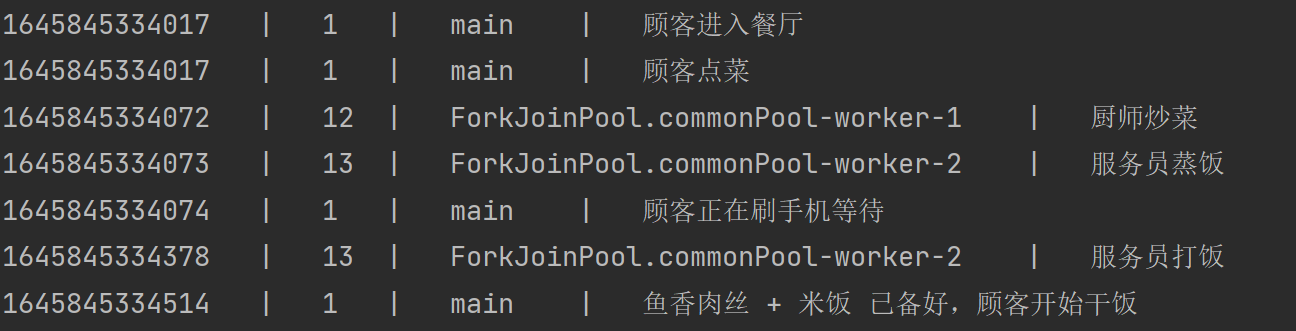 1645845334017 | 1 | main | 顾客进入餐厅
1645845334017 | 1 | main | 顾客点菜
1645845334072 | 12 | ForkJoinPool.commonPool-worker-1 | 厨师炒菜
1645845334073 | 13 | ForkJoinPool.commonPool-worker-2 | 服务员蒸饭
1645845334074 | 1 | main | 顾客正在刷手机等待
1645845334378 | 13 | ForkJoinPool.commonPool-worker-2 | 服务员打饭
1645845334514 | 1 | main | 鱼香肉丝 + 米饭 已备好，顾客开始干饭